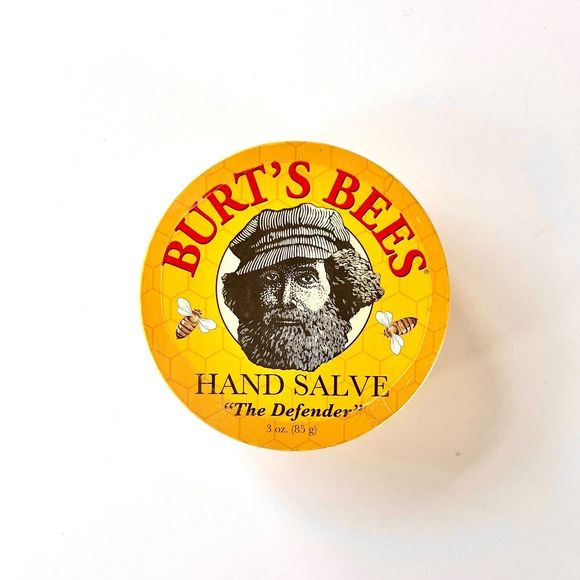 BURT'S BEES®
HAND SALVE
"The Defender"
3 oz. (85 g)